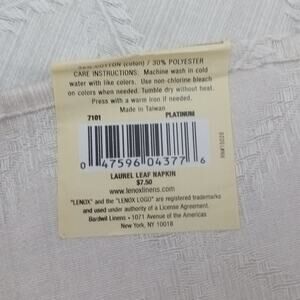 COTTON (coton) / 30% POLYESTER
CARE INSTRUCTIONS: Machine wash in cold
water with like colors. Use non-chlorine bleach
on colors when needed. Tumble dry without heat.
Press with a warm iron if needed.
Made in Taiwan
7101 PLATINUM
0 47596 04377 6
LAUREL LEAF NAPKIN
$7.50
www.lenoxlinens.com
"LENOX" and the "LENOX LOGO" are registered trademarks
and used under authority of a License Agreement.
Bardwil Linens • 1071 Avenue of the Americas
New York, NY 10018